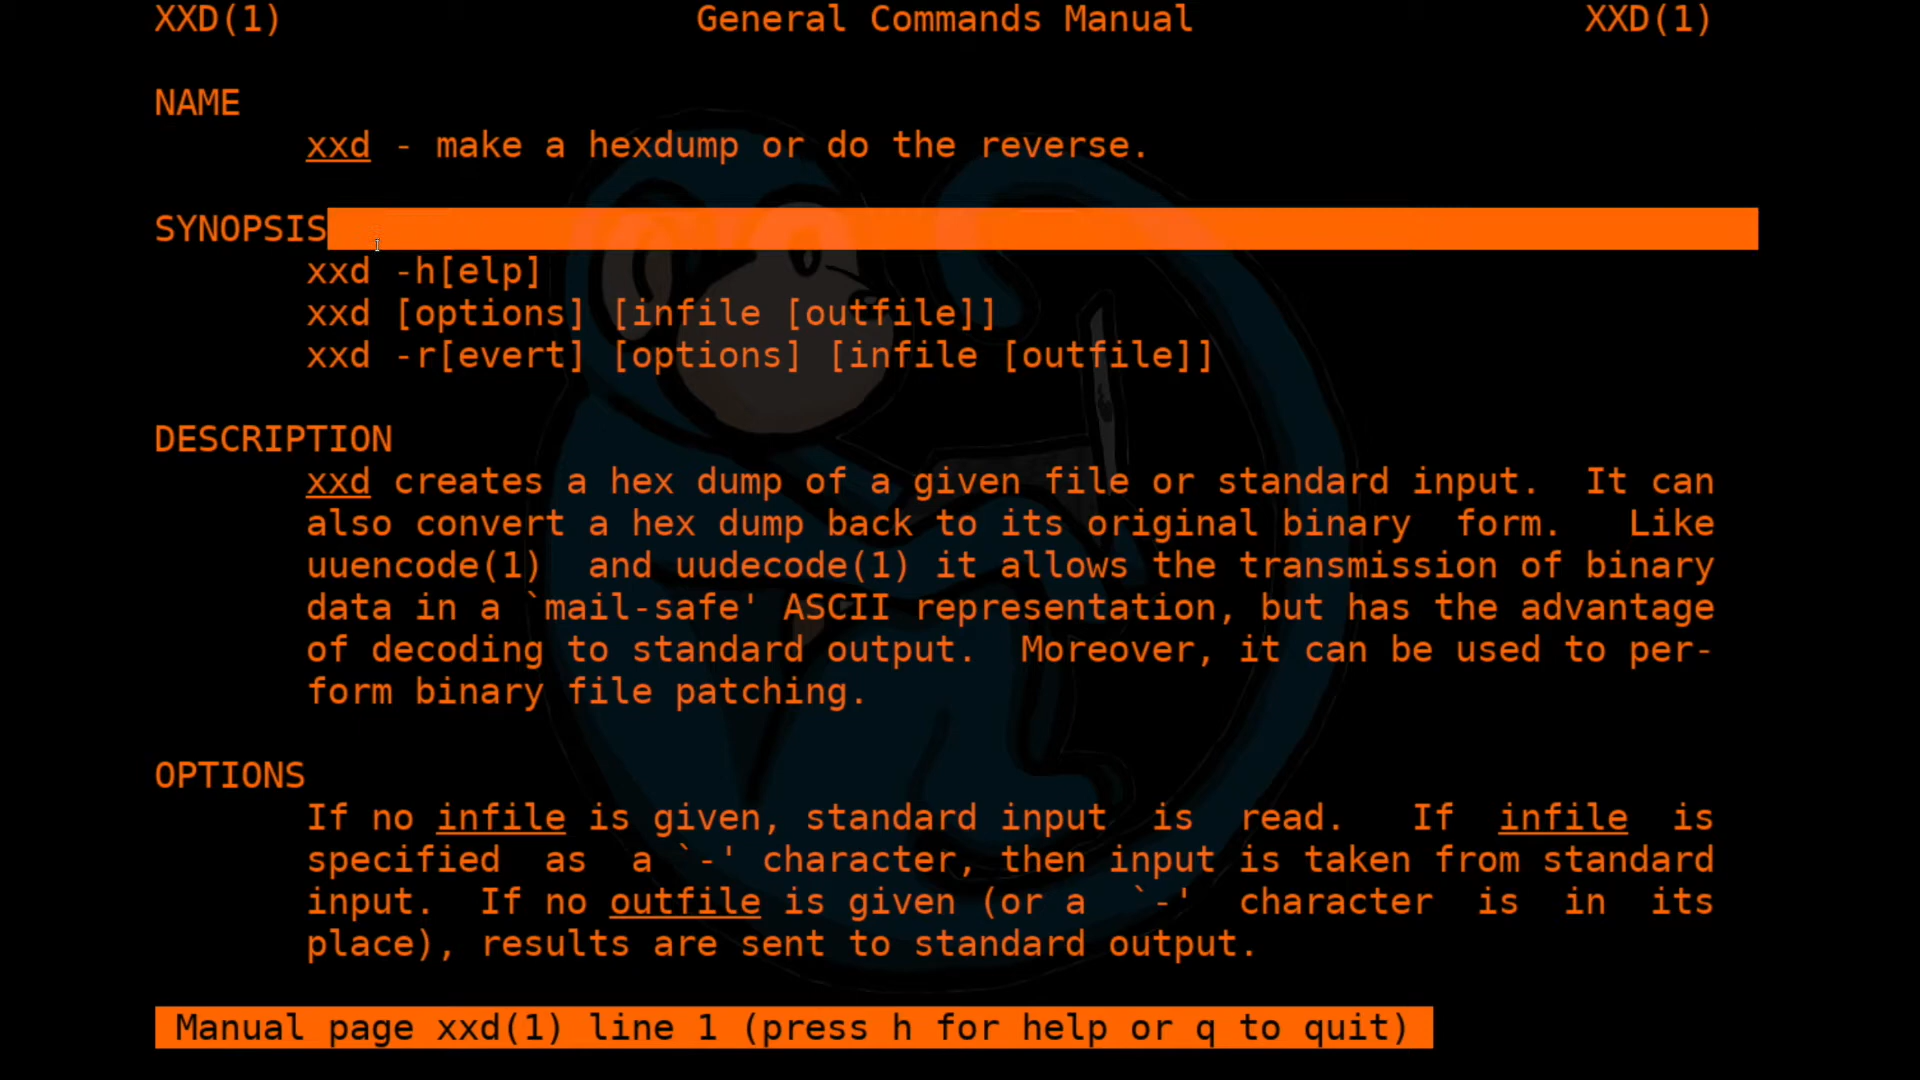 XXD(1) General Commands Manual XXD(1)
NAME
xxd - make a hexdump or do the reverse.
SYNOPSIS
xxd -h[elp]
xxd [options] [infile [outfile]]
xxd -r[evert] [options] [infile [outfile]]
DESCRIPTION
xxd creates a hex dump of a given file or standard input. It can
also convert a hex dump back to its original binary form. Like
uuencode(1) and uudecode(1) it allows the transmission of binary
data in a `mail-safe' ASCII representation, but has the advantage
of decoding to standard output. Moreover, it can be used to per-
form binary file patching.
OPTIONS
If no infile is given, standard input is read. If infile is
specified as a `-' character, then input is taken from standard
input. If no outfile is given (or a `-' character is in its
place), results are sent to standard output.
Manual page xxd(1) line 1 (press h for help or q to quit)